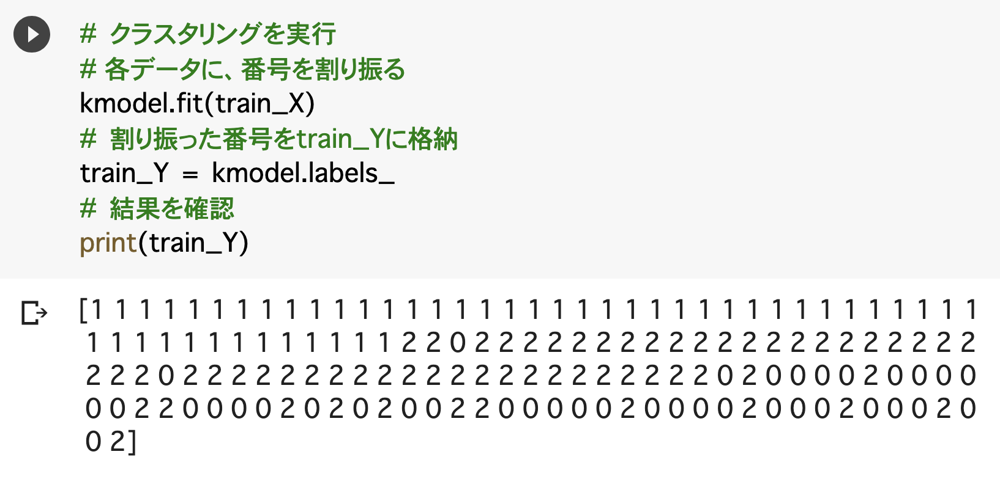 # クラスタリングを実行
# 各データに、番号を割り振る
kmodel.fit(train_X)
# 割り振った番号をtrain_Yに格納
train_Y = kmodel.labels_
# 結果を確認
print(train_Y)
[1 1 1 1 1 1 1 1 1 1 1 1 1 1 1 1 1 1 1 1 1 1 1 1 1 1 1 1 1 1 1 1 1 1 1 1 1
1 1 1 1 1 1 1 1 1 1 1 1 1 2 2 0 2 2 2 2 2 2 2 2 2 2 2 2 2 2 2 2 2 2 2 2 2
2 2 2 0 2 2 2 2 2 2 2 2 2 2 2 2 2 2 2 2 2 2 2 2 2 2 0 2 0 0 0 0 2 0 0 0 0
0 0 2 2 0 0 0 0 2 0 2 0 2 0 0 2 2 0 0 0 0 0 2 0 0 0 0 2 0 0 0 2 0 0 0 2 0
0 2]